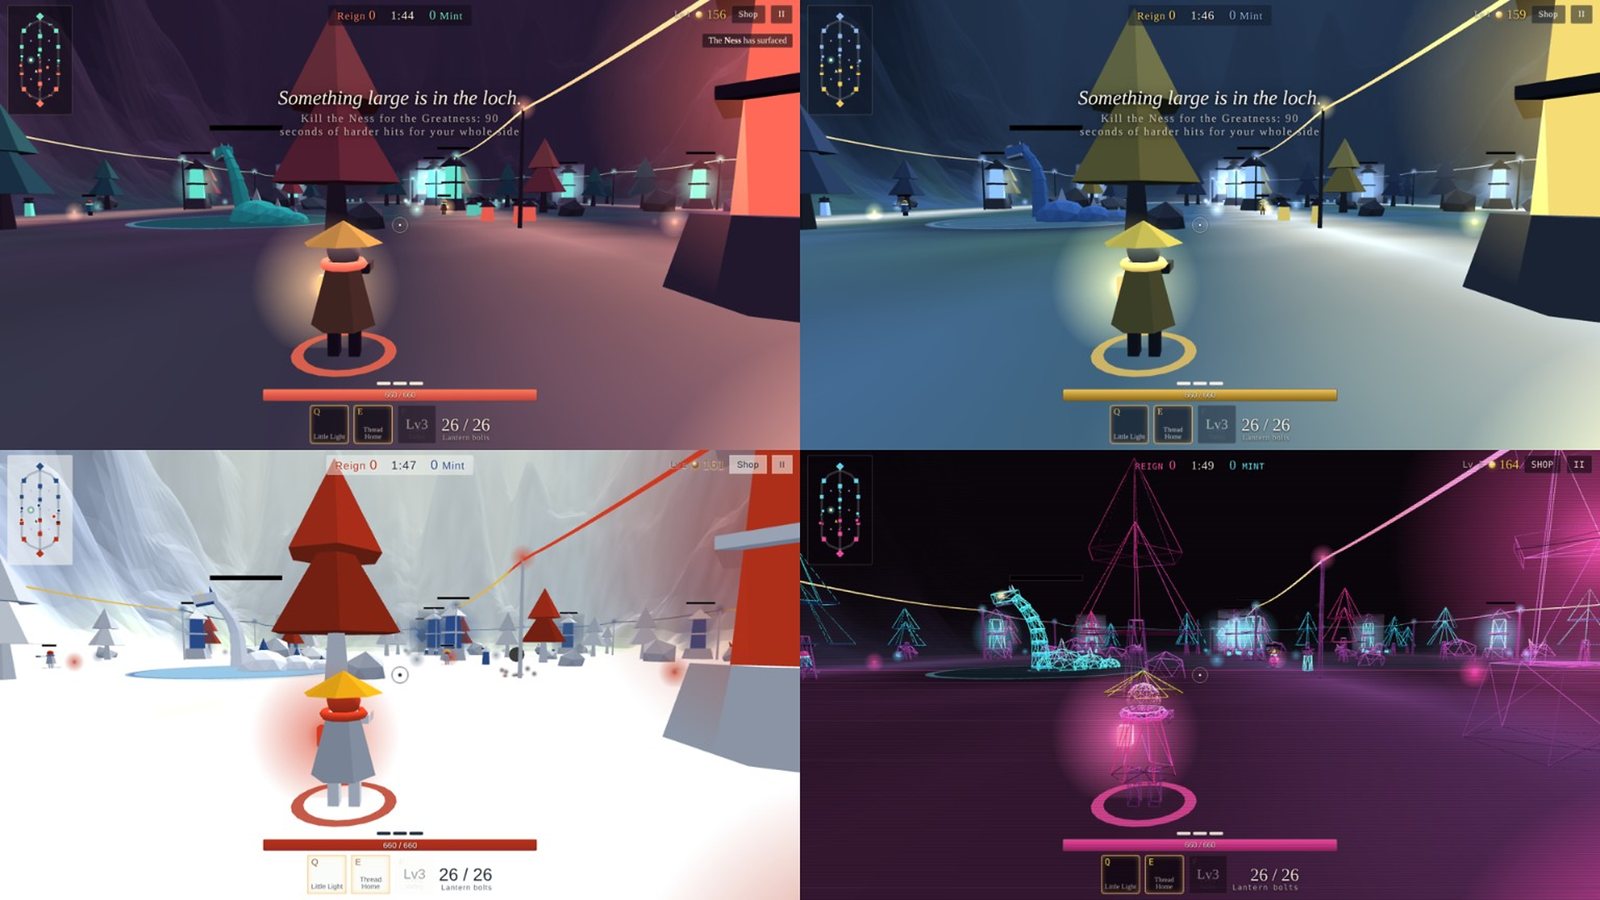 Reign 0 1:44 0 Mint
156 Shop II
The Ness has surfaced
Something large is in the loch.
Kill the Ness for the Greatness: 90
seconds of harder hits for your whole side
660 / 660
Q E
Little Light Thread Home Lv3
26 / 26
Lantern bolts
Reign 0 1:46 0 Mint
159 Shop II
Something large is in the loch.
Kill the Ness for the Greatness: 90
seconds of harder hits for your whole side
660 / 660
Q E
Little Light Thread Home Lv3
26 / 26
Lantern bolts
Reign 0 1:47 0 Mint
161 Shop II
660 / 660
Q E
Little Light Thread Home Lv3
26 / 26
Lantern bolts
REIGN 0 1:49 0 MINT
Lv 164 SHOP II
660 / 660
Q E
Little Light Thread Home Lv3
26 / 26
Lantern bolts